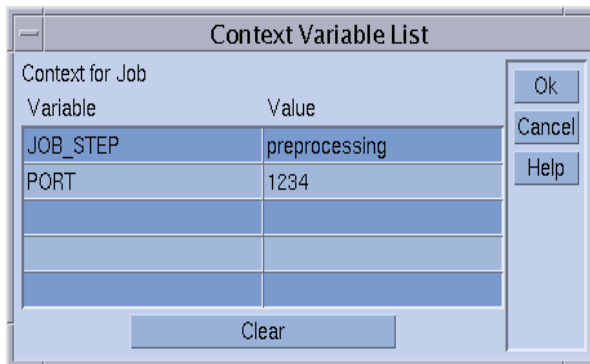 Context Variable List
Context for Job
Variable Value
JOB_STEP preprocessing
PORT 1234
Ok
Cancel
Help
Clear